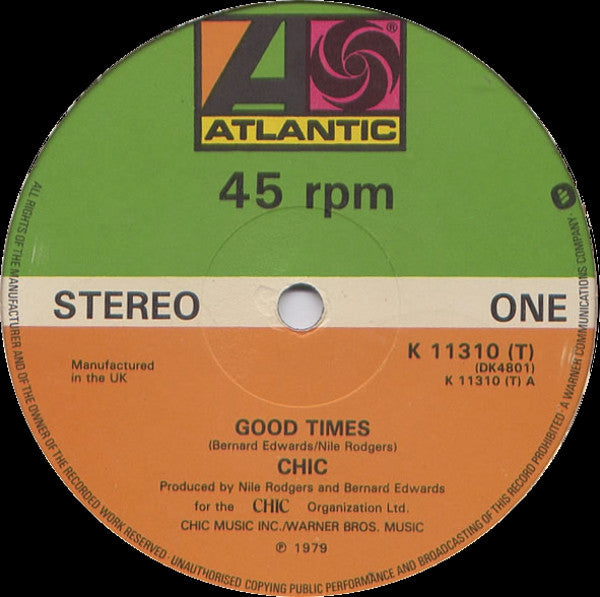 ATLANTIC
®
45 rpm
STEREO
ONE
K 11310 (T)
(DK4801)
K 11310 (T) A
Manufactured
in the UK
GOOD TIMES
(Bernard Edwards/Nile Rodgers)
CHIC
Produced by Nile Rodgers and Bernard Edwards
for the CHIC Organization Ltd.
CHIC MUSIC INC./WARNER BROS. MUSIC
℗ 1979
ALL RIGHTS OF THE MANUFACTURER AND OF THE OWNER OF THE RECORDED WORK RESERVED · UNAUTHORISED COPYING PUBLIC PERFORMANCE AND BROADCASTING OF THIS RECORD PROHIBITED · A WARNER COMMUNICATIONS COMPANY ·